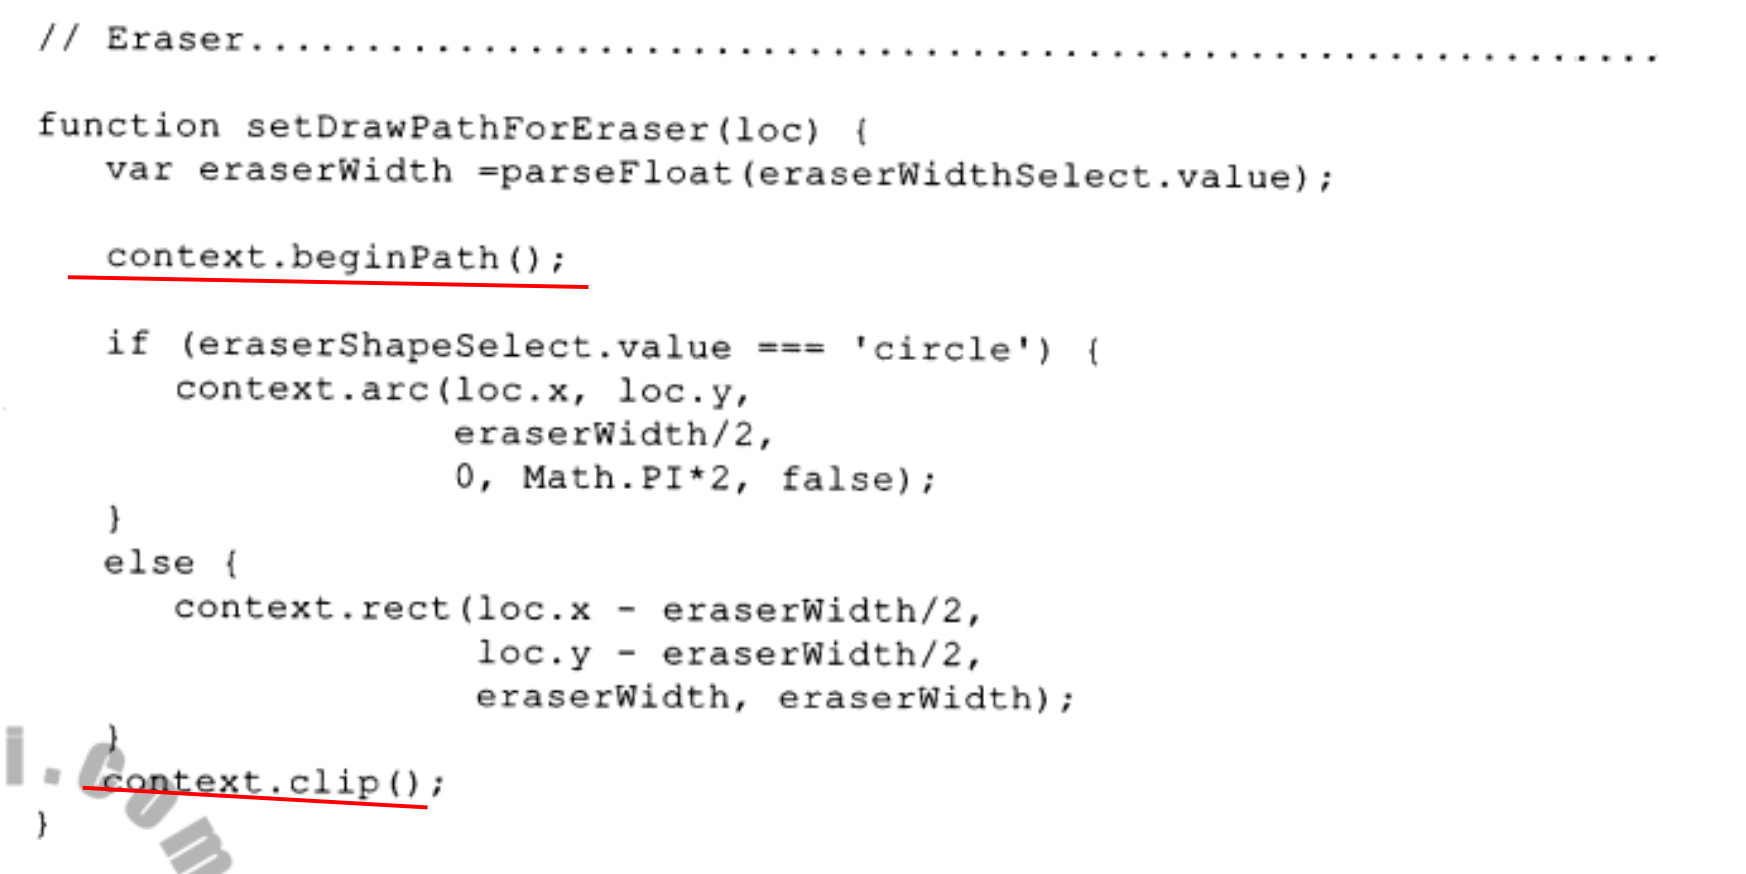 // Eraser.............................................................
function setDrawPathForEraser(loc) {
   var eraserWidth =parseFloat(eraserWidthSelect.value);
   context.beginPath();
   if (eraserShapeSelect.value === 'circle') {
      context.arc(loc.x, loc.y,
                  eraserWidth/2,
                  0, Math.PI*2, false);
   }
   else {
      context.rect(loc.x - eraserWidth/2,
                   loc.y - eraserWidth/2,
                   eraserWidth, eraserWidth);
   }
   context.clip();
}
i.com